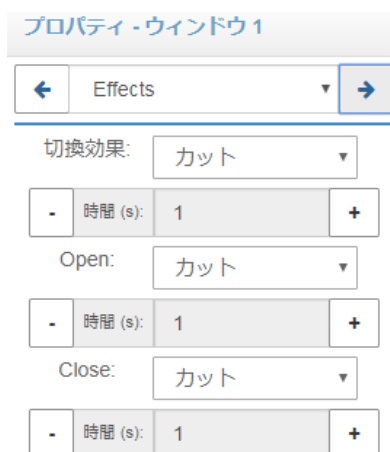 プロパティ - ウィンドウ 1
Effects
切換効果: カット
- 時間 (s): 1 +
Open: カット
- 時間 (s): 1 +
Close: カット
- 時間 (s): 1 +